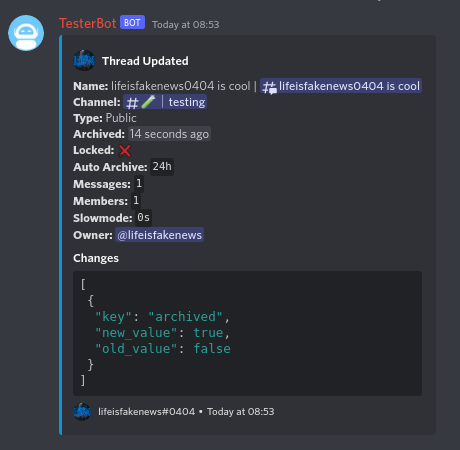 TesterBot BOT Today at 08:53
Thread Updated
Name: lifeisfakenews0404 is cool | lifeisfakenews0404 is cool
Channel: # | testing
Type: Public
Archived: 14 seconds ago
Locked: ❌
Auto Archive: 24h
Messages: 1
Members: 1
Slowmode: 0s
Owner: @lifeisfakenews
Changes
[
{
"key": "archived",
"new_value": true,
"old_value": false
}
]
lifeisfakenews#0404 • Today at 08:53